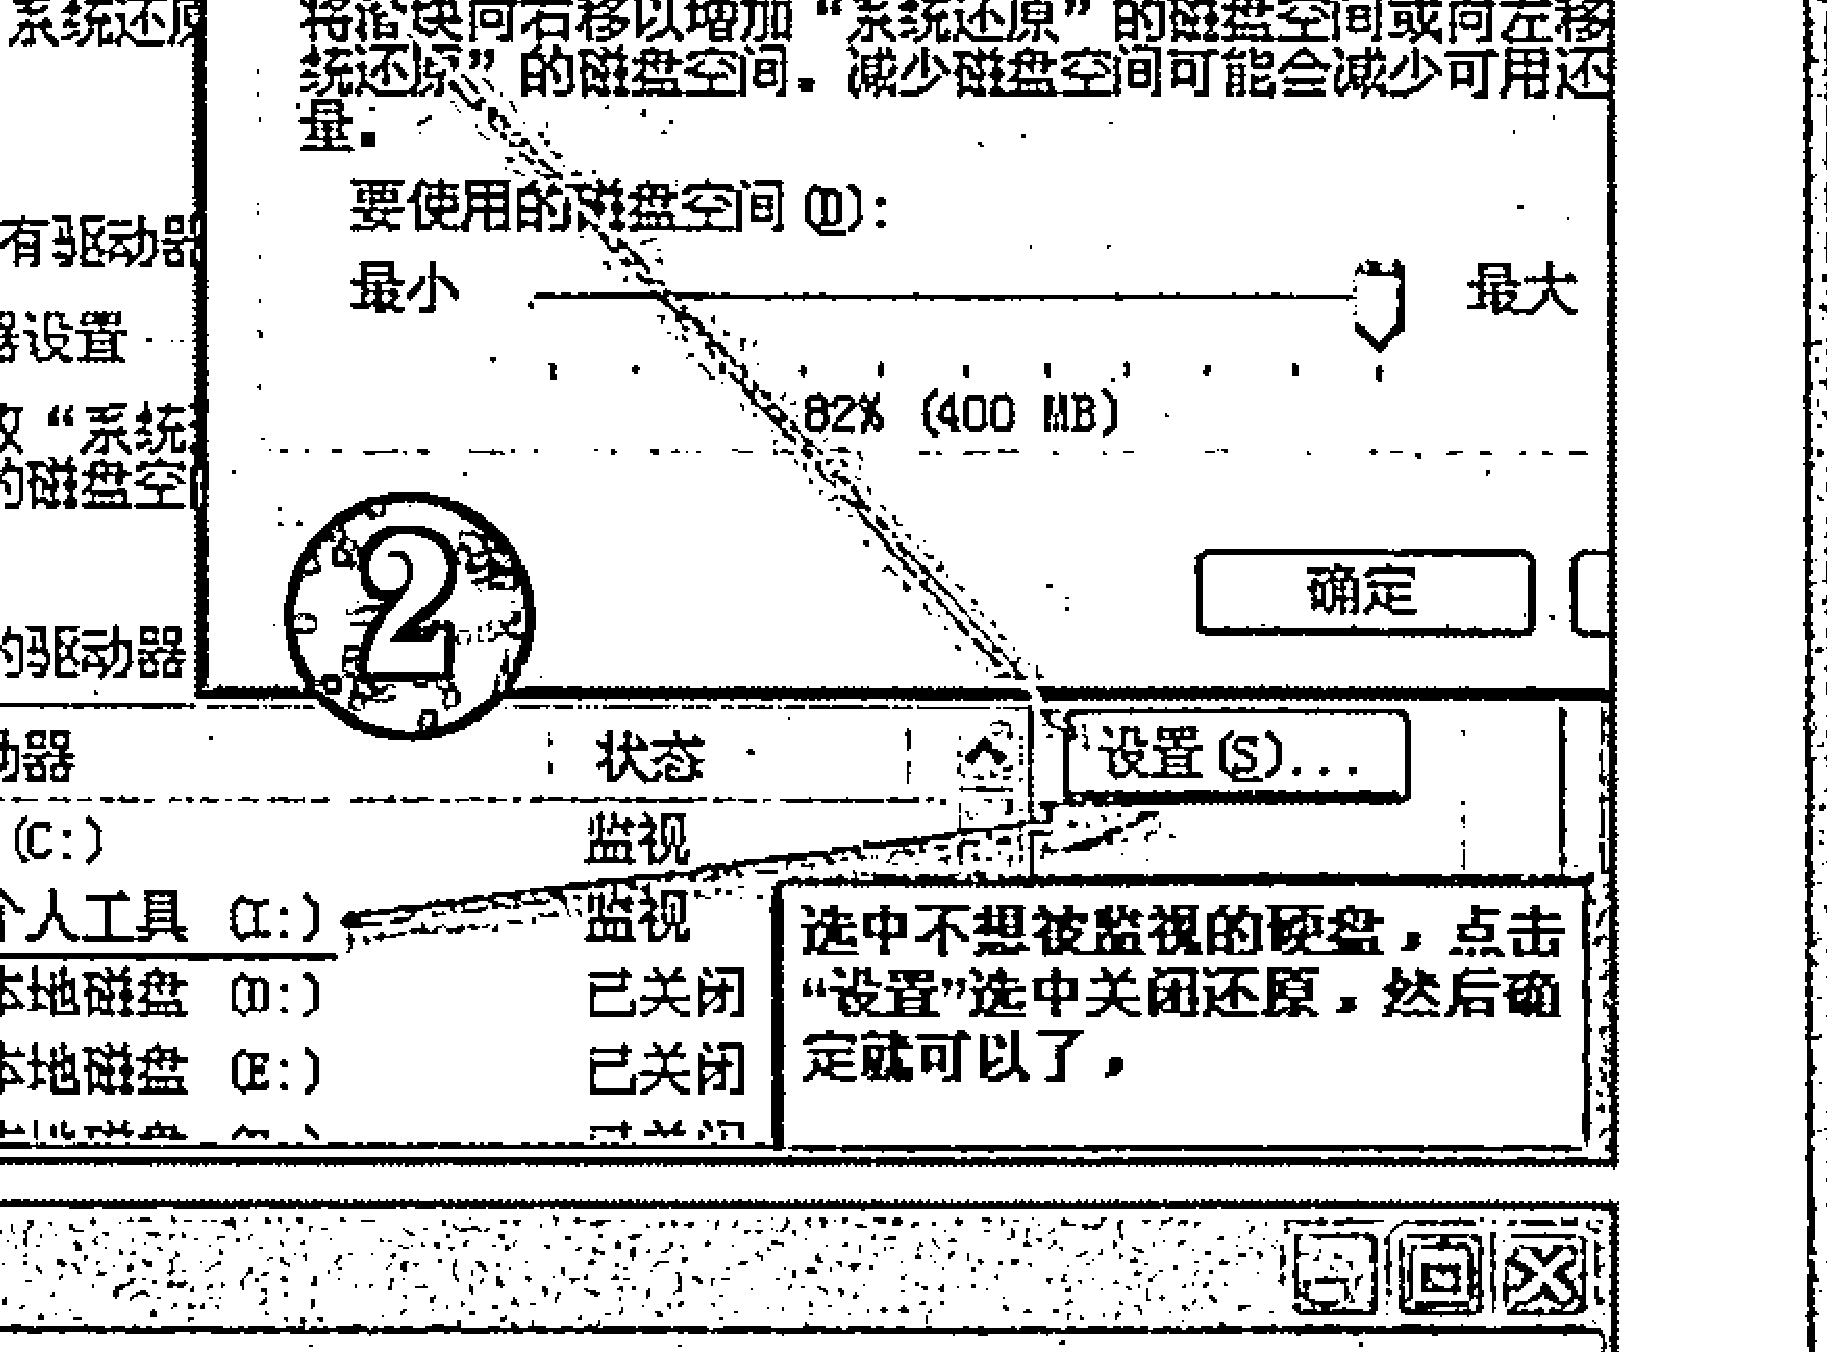 系统还原
将滑块向右移以增加“系统还原”的磁盘空间或向左移
统还原”的磁盘空间。减少磁盘空间可能会减少可用还
量。
要使用的磁盘空间(D):
有驱动器
最小
最大
器设置
82% (400 MB)
改“系统
的磁盘空间
2
确定
的驱动器
动器
状态
设置(S)...
(C:)
监视
个人工具 (I:)
监视
本地磁盘 (D:)
已关闭
本地磁盘 (E:)
已关闭
选中不想被监视的硬盘，点击
“设置”选中关闭还原。然后确
定就可以了，